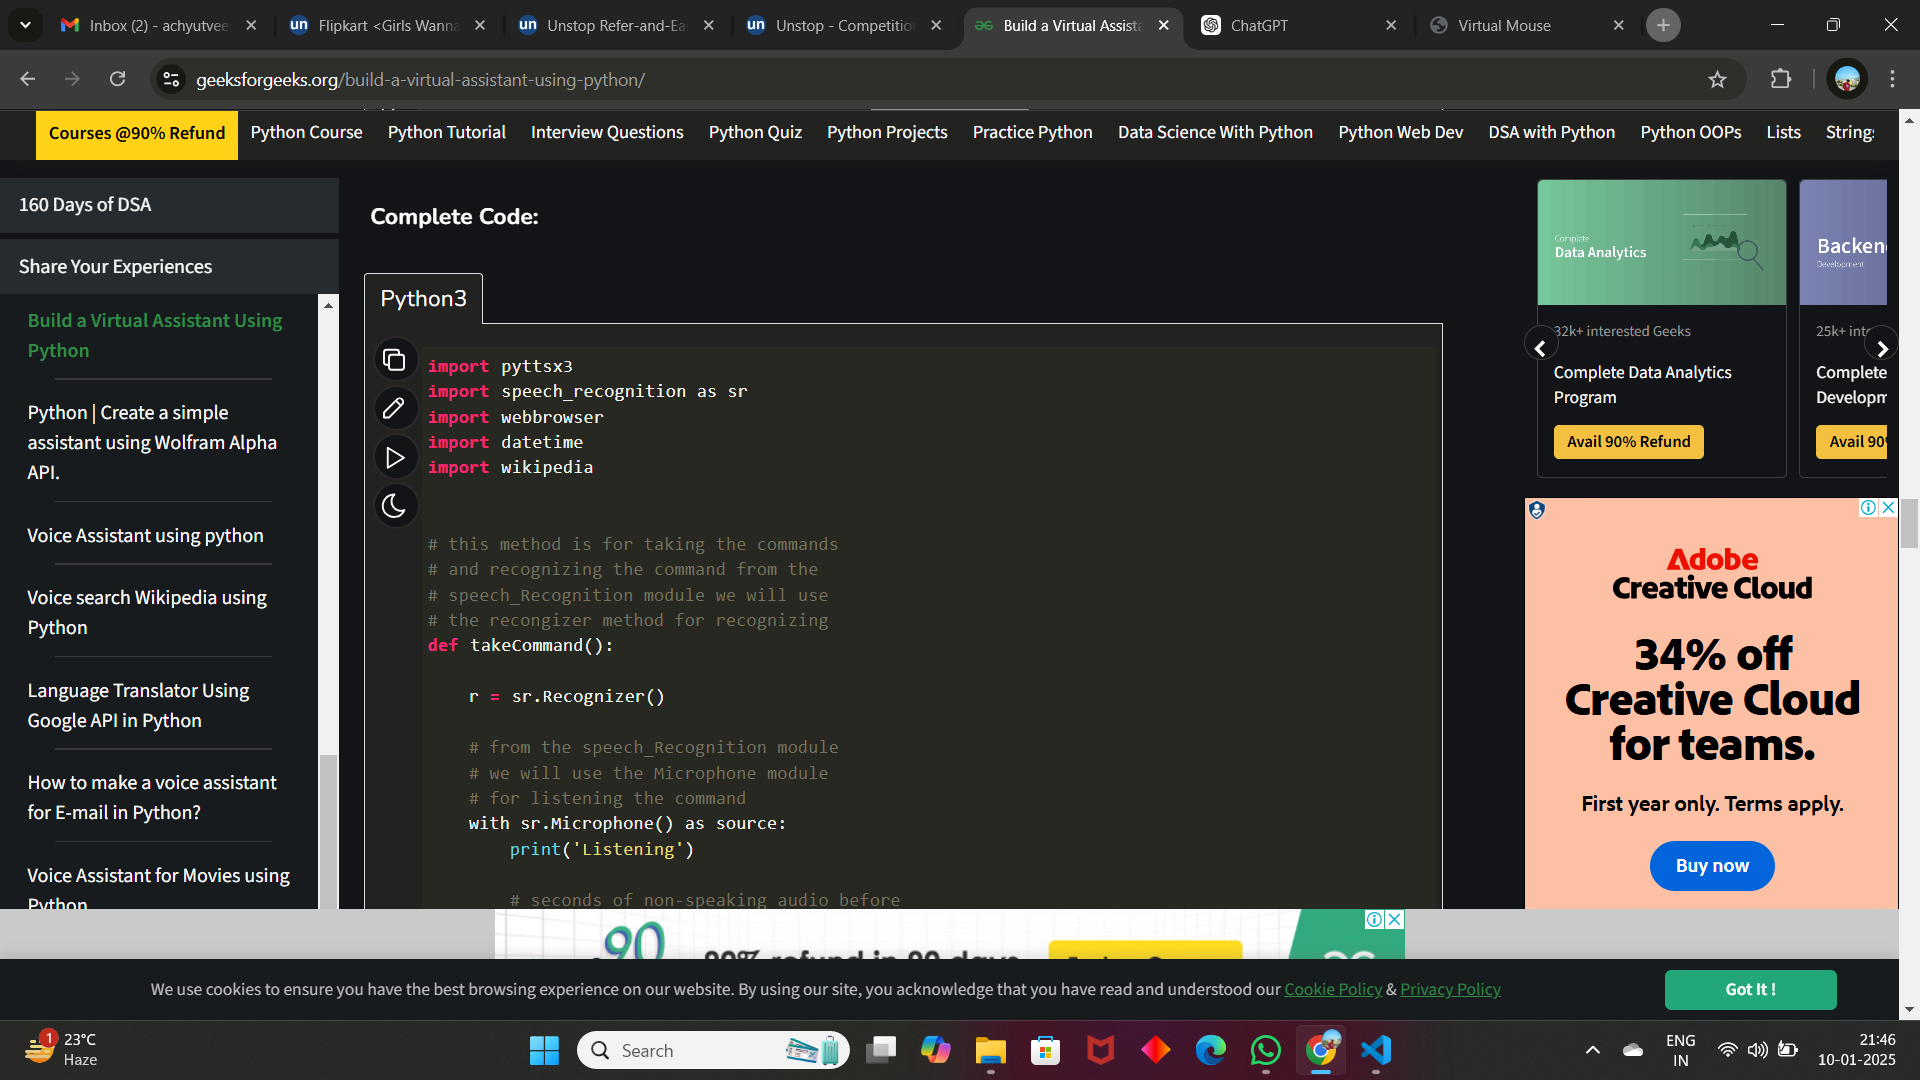 Inbox (2) - achyutvee
Flipkart <Girls Wanna
Unstop Refer-and-Ea
Unstop - Competition
Build a Virtual Assista
ChatGPT
Virtual Mouse
geeksforgeeks.org/build-a-virtual-assistant-using-python/
Courses @90% Refund
Python Course
Python Tutorial
Interview Questions
Python Quiz
Python Projects
Practice Python
Data Science With Python
Python Web Dev
DSA with Python
Python OOPs
Lists
Strings
160 Days of DSA
Share Your Experiences
Build a Virtual Assistant Using
Python
Python | Create a simple
assistant using Wolfram Alpha
API.
Voice Assistant using python
Voice search Wikipedia using
Python
Language Translator Using
Google API in Python
How to make a voice assistant
for E-mail in Python?
Voice Assistant for Movies using
Python
Complete Code:
Python3
import pyttsx3
import speech_recognition as sr
import webbrowser
import datetime
import wikipedia
# this method is for taking the commands
# and recognizing the command from the
# speech_Recognition module we will use
# the recongizer method for recognizing
def takeCommand():
r = sr.Recognizer()
# from the speech_Recognition module
# we will use the Microphone module
# for listening the command
with sr.Microphone() as source:
print('Listening')
# seconds of non-speaking audio before
Complete
Data Analytics
32k+ interested Geeks
Complete Data Analytics
Program
Avail 90% Refund
Backen
Development
25k+ inte
Complete
Developm
Avail 90%
Adobe
Creative Cloud
34% off
Creative Cloud
for teams.
First year only. Terms apply.
Buy now
90
90% refund in 90 days
We use cookies to ensure you have the best browsing experience on our website. By using our site, you acknowledge that you have read and understood our Cookie Policy & Privacy Policy
Got It !
1
23°C
Haze
Search
ENG
IN
21:46
10-01-2025